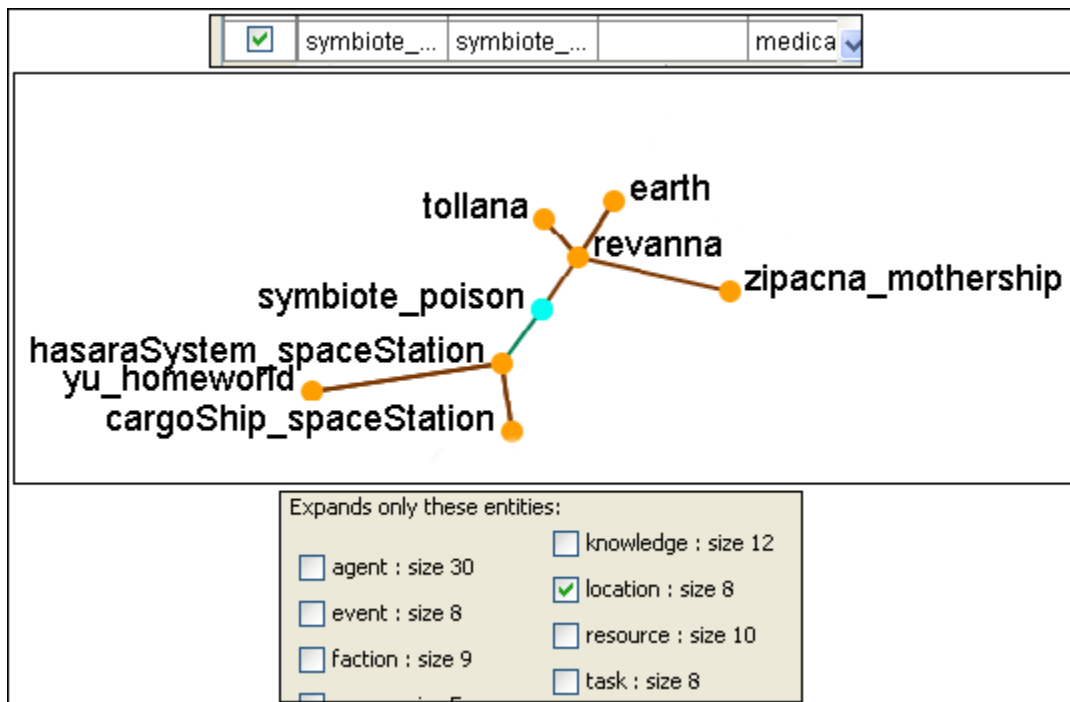 symbiote_... symbiote_... medica
earth
tollana
revanna
zipacna_mothership
symbiote_poison
hasaraSystem_spaceStation
yu_homeworld
cargoShip_spaceStation
Expands only these entities:
knowledge : size 12
agent : size 30
location : size 8
event : size 8
resource : size 10
faction : size 9
task : size 8